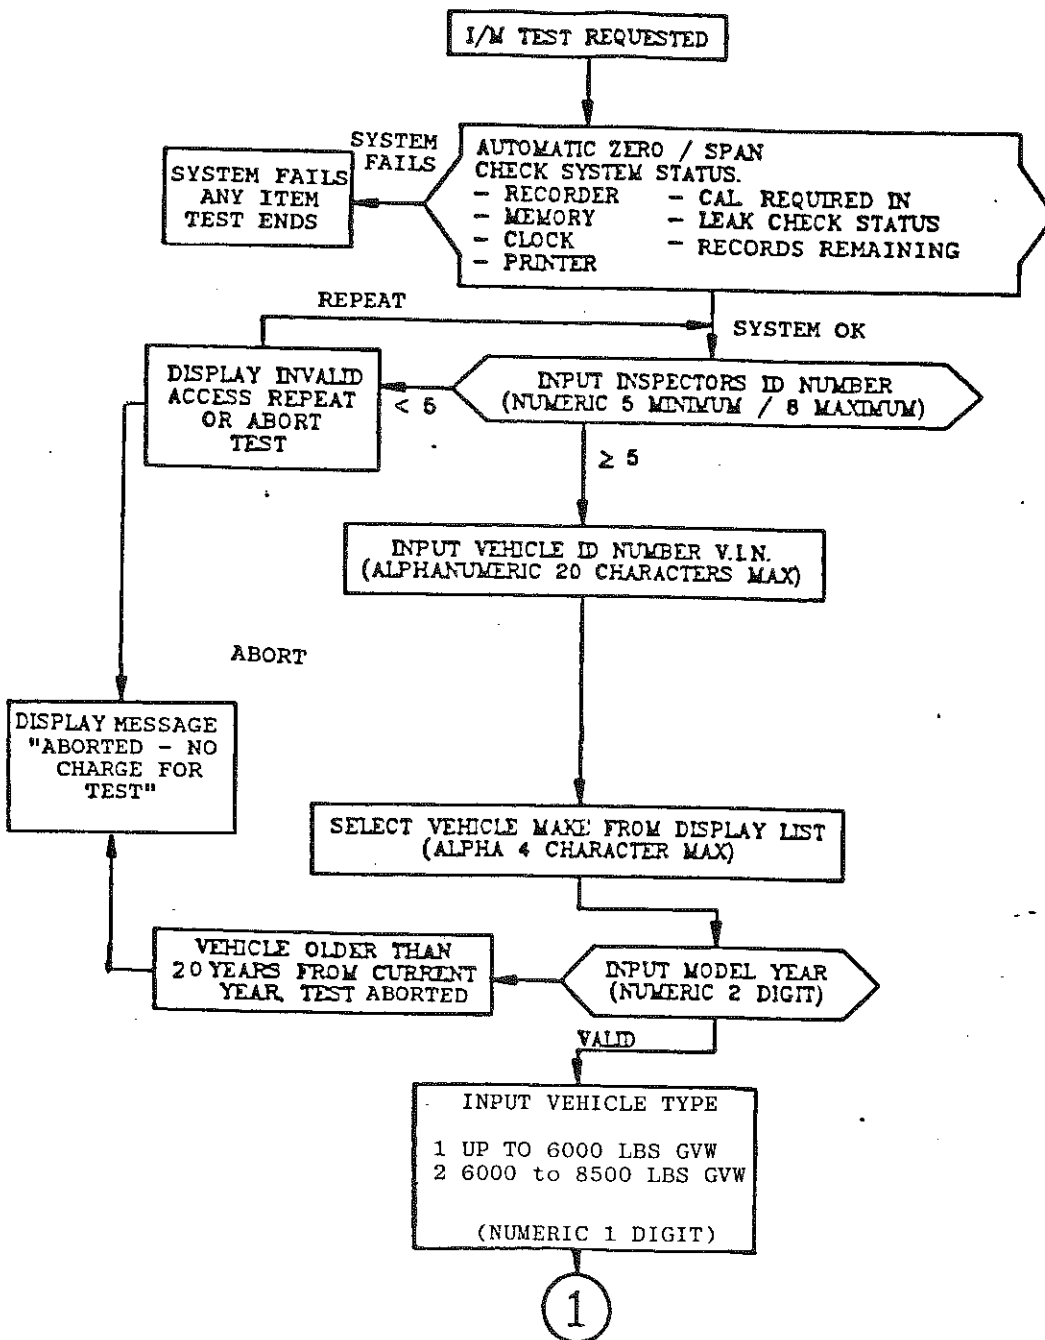 I/M TEST REQUESTED
SYSTEM
FAILS
SYSTEM FAILS
ANY ITEM
TEST ENDS
AUTOMATIC ZERO / SPAN
CHECK SYSTEM STATUS.
- RECORDER - CAL REQUIRED IN
- MEMORY - LEAK CHECK STATUS
- CLOCK - RECORDS REMAINING
- PRINTER
REPEAT
SYSTEM OK
DISPLAY INVALID
ACCESS REPEAT
OR ABORT
TEST
< 5
INPUT INSPECTORS ID NUMBER
(NUMERIC 5 MINIMUM / 8 MAXIMUM)
≥ 5
INPUT VEHICLE ID NUMBER V.I.N.
(ALPHANUMERIC 20 CHARACTERS MAX)
ABORT
DISPLAY MESSAGE
"ABORTED - NO
CHARGE FOR
TEST"
SELECT VEHICLE MAKE FROM DISPLAY LIST
(ALPHA 4 CHARACTER MAX)
VEHICLE OLDER THAN
20 YEARS FROM CURRENT
YEAR, TEST ABORTED
INPUT MODEL YEAR
(NUMERIC 2 DIGIT)
VALID
INPUT VEHICLE TYPE
1 UP TO 6000 LBS GVW
2 6000 to 8500 LBS GVW
(NUMERIC 1 DIGIT)
1